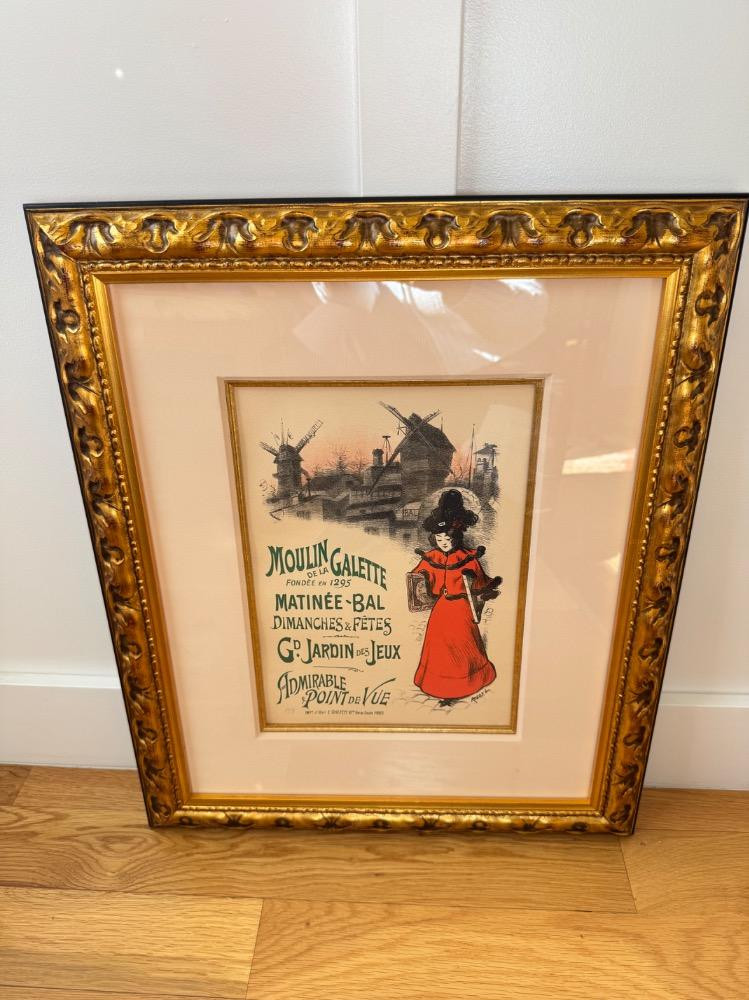 MOULIN
DE LA GALETTE
FONDÉE EN 1295
MATINÉE-BAL
DIMANCHES & FÊTES
GD JARDIN DES JEUX
ADMIRABLE
POINT DE VUE
BAL